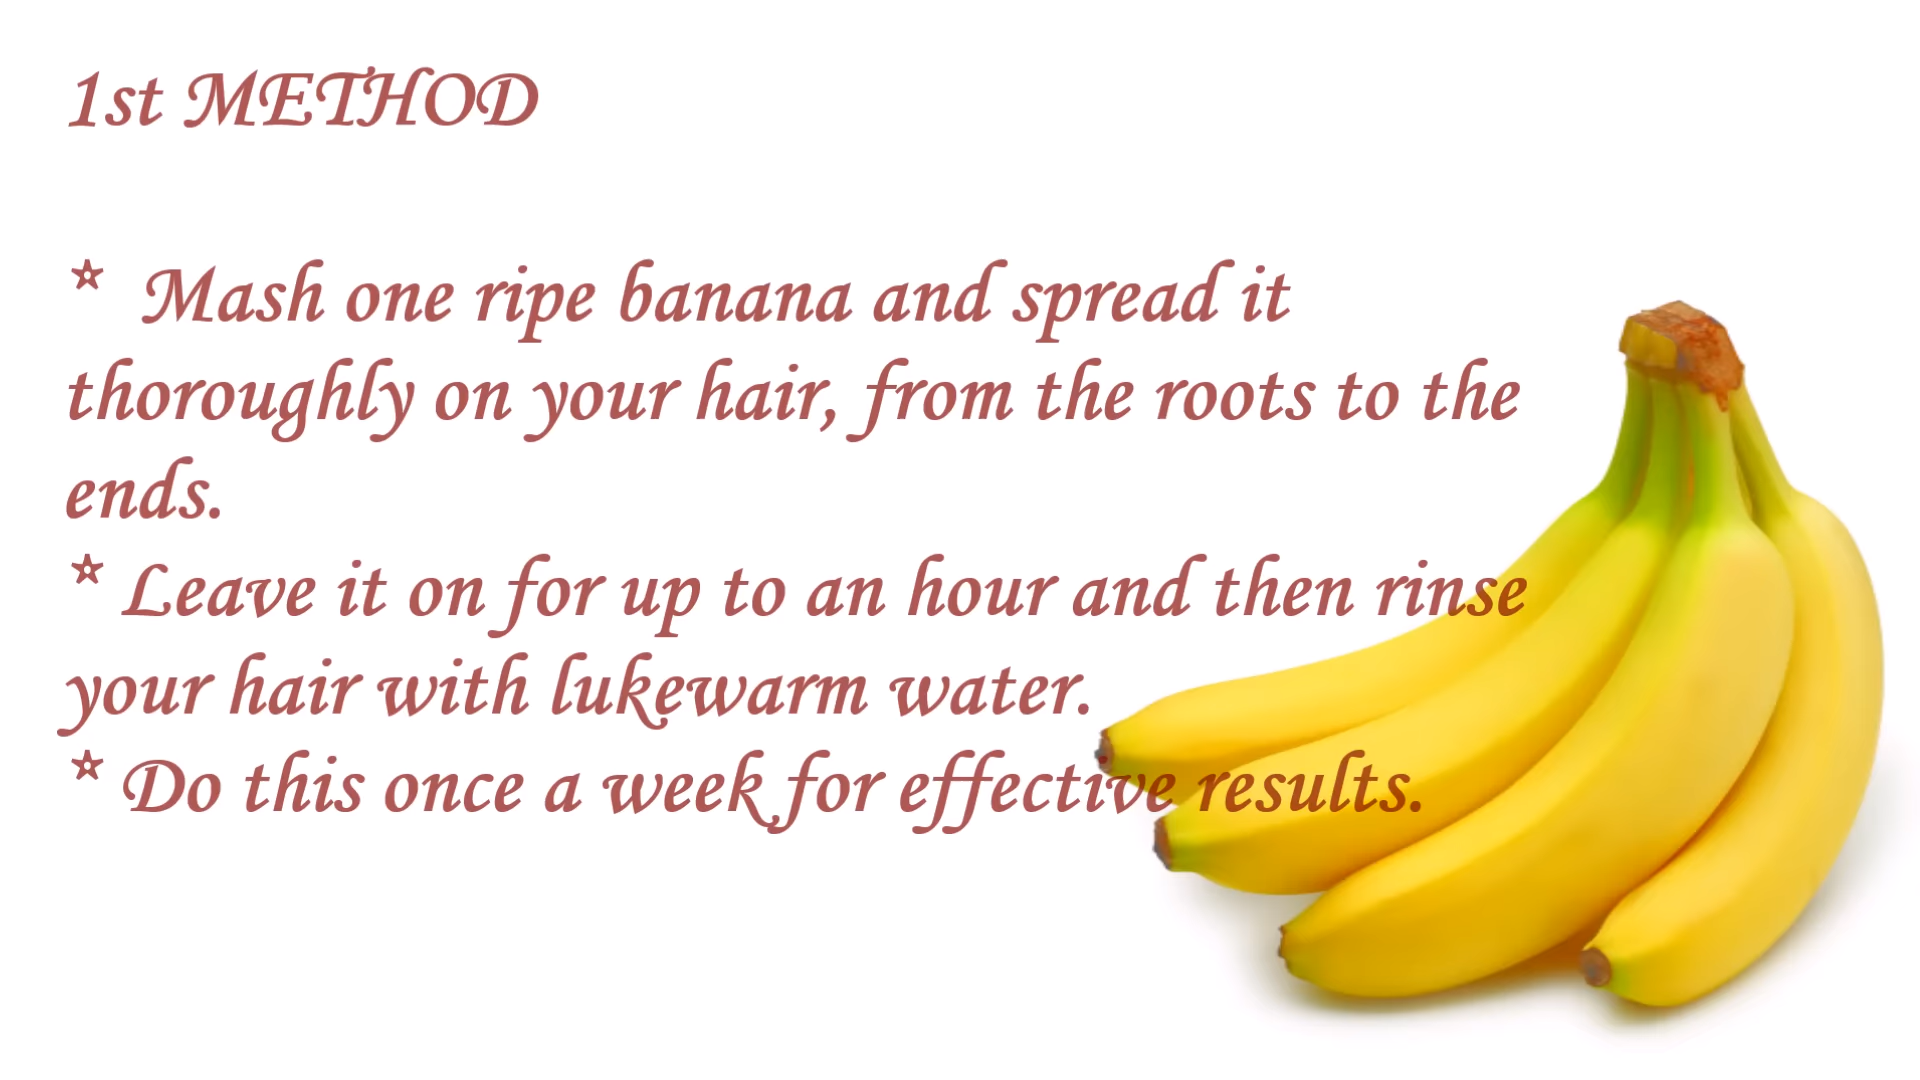 1st METHOD
* Mash one ripe banana and spread it
thoroughly on your hair, from the roots to the
ends.
* Leave it on for up to an hour and then rinse
your hair with lukewarm water.
* Do this once a week for effective results.